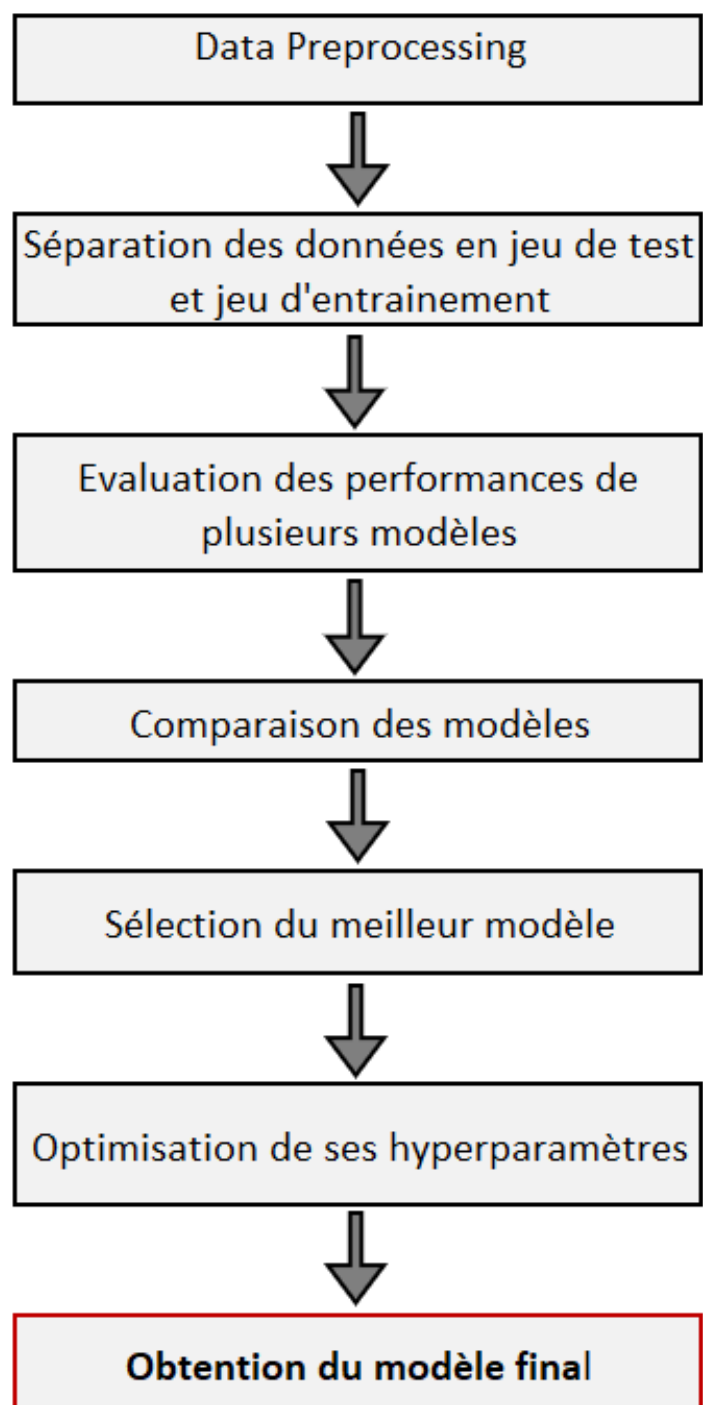 Data Preprocessing
Séparation des données en jeu de test
et jeu d'entrainement
Evaluation des performances de
plusieurs modèles
Comparaison des modèles
Sélection du meilleur modèle
Optimisation de ses hyperparamètres
Obtention du modèle final